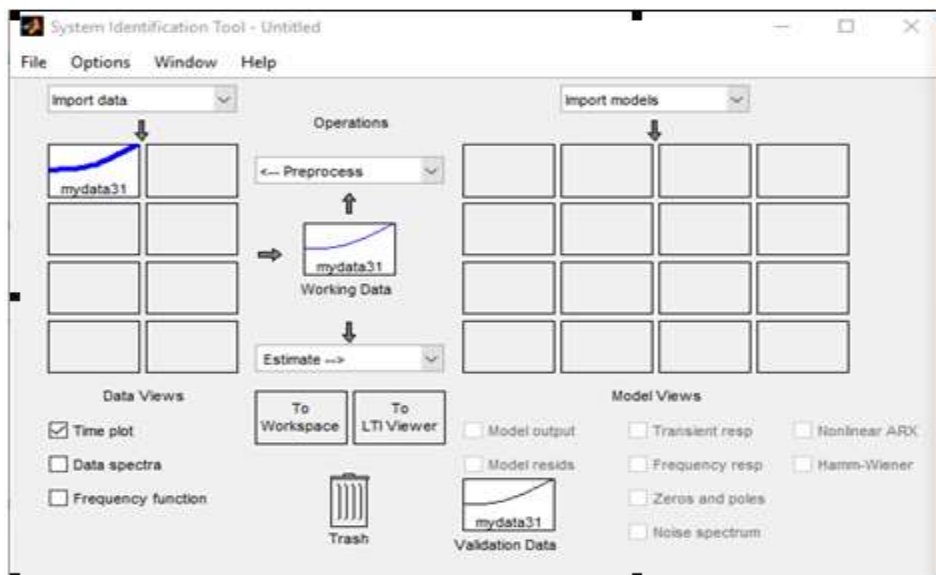 System Identification Tool - Untitled
File Options Window Help
Import data
Import models
Operations
<-- Preprocess
mydata31
mydata31
Working Data
Estimate -->
Data Views
Model Views
To Workspace
To LTI Viewer
Time plot
Data spectra
Frequency function
Model output
Transient resp
Nonlinear ARX
Model resids
Frequency resp
Hamm-Wiener
Zeros and poles
Noise spectrum
Trash
mydata31
Validation Data